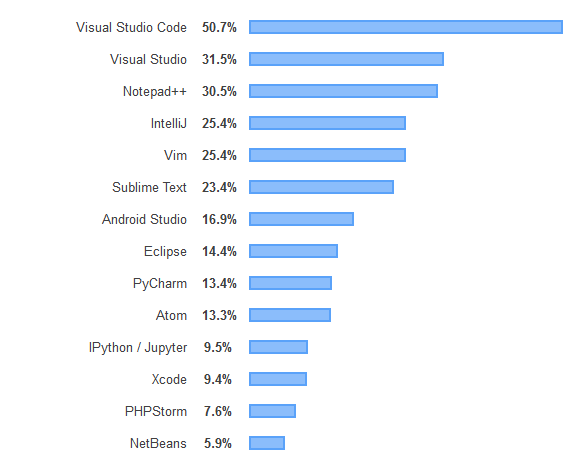 Visual Studio Code 50.7%
Visual Studio 31.5%
Notepad++ 30.5%
IntelliJ 25.4%
Vim 25.4%
Sublime Text 23.4%
Android Studio 16.9%
Eclipse 14.4%
PyCharm 13.4%
Atom 13.3%
IPython / Jupyter 9.5%
Xcode 9.4%
PHPStorm 7.6%
NetBeans 5.9%